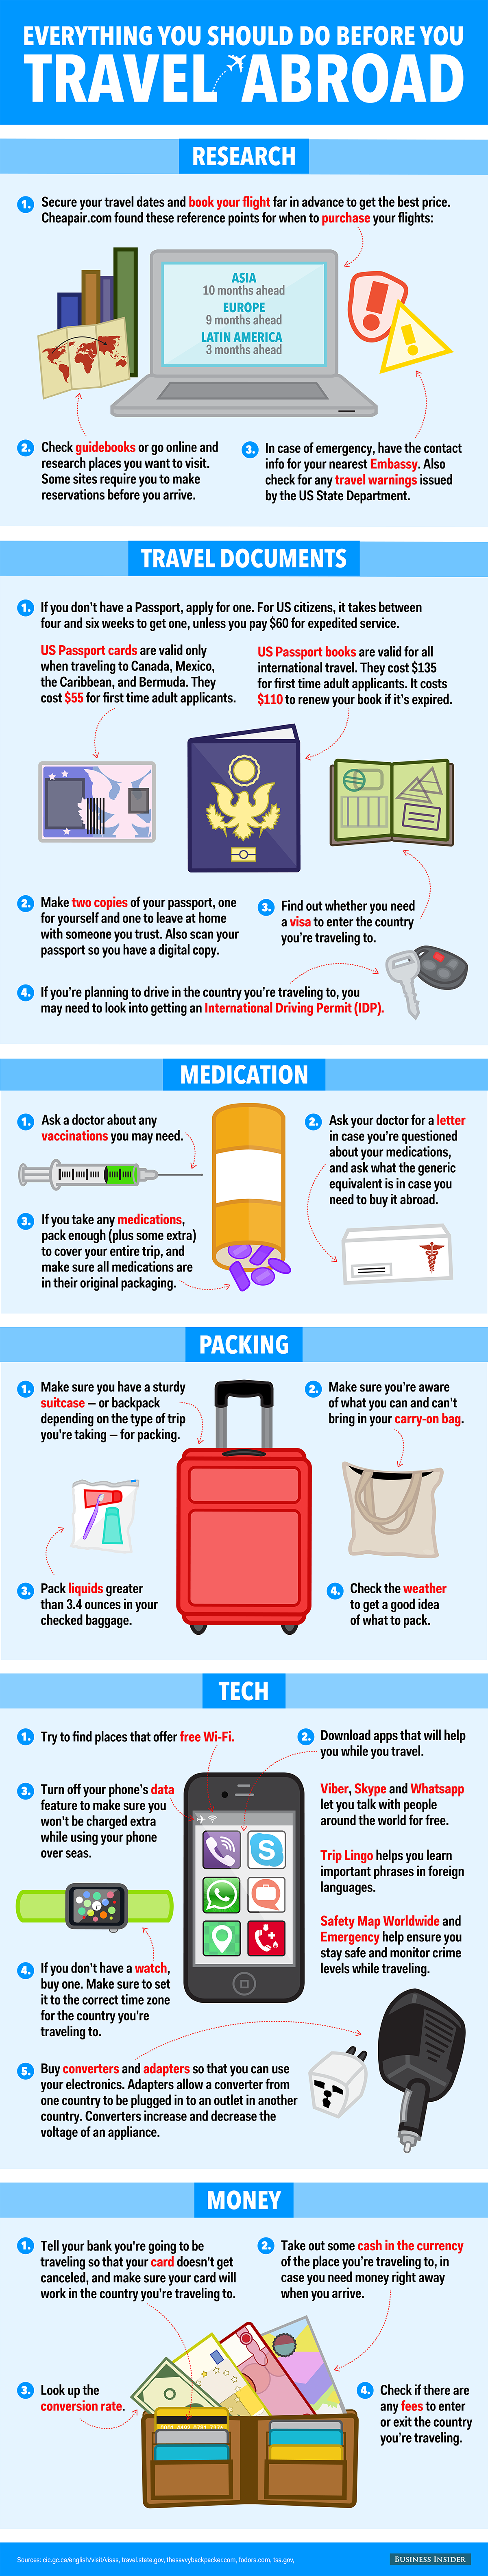 EVERYTHING YOU SHOULD DO BEFORE YOU
TRAVEL ABROAD
RESEARCH
1. Secure your travel dates and book your flight far in advance to get the best price.
Cheapair.com found these reference points for when to purchase your flights:
ASIA
10 months ahead
EUROPE
9 months ahead
LATIN AMERICA
3 months ahead
2. Check guidebooks or go online and
research places you want to visit.
Some sites require you to make
reservations before you arrive.
3. In case of emergency, have the contact
info for your nearest Embassy. Also
check for any travel warnings issued
by the US State Department.
TRAVEL DOCUMENTS
1. If you don't have a Passport, apply for one. For US citizens, it takes between
four and six weeks to get one, unless you pay $60 for expedited service.
US Passport cards are valid only
when traveling to Canada, Mexico,
the Caribbean, and Bermuda. They
cost $55 for first time adult applicants.
US Passport books are valid for all
international travel. They cost $135
for first time adult applicants. It costs
$110 to renew your book if it's expired.
2. Make two copies of your passport, one
for yourself and one to leave at home
with someone you trust. Also scan your
passport so you have a digital copy.
3. Find out whether you need
a visa to enter the country
you're traveling to.
4. If you're planning to drive in the country you're traveling to, you
may need to look into getting an International Driving Permit (IDP).
MEDICATION
1. Ask a doctor about any
vaccinations you may need.
2. Ask your doctor for a letter
in case you're questioned
about your medications,
and ask what the generic
equivalent is in case you
need to buy it abroad.
3. If you take any medications,
pack enough (plus some extra)
to cover your entire trip, and
make sure all medications are
in their original packaging.
PACKING
1. Make sure you have a sturdy
suitcase — or backpack
depending on the type of trip
you're taking — for packing.
2. Make sure you're aware
of what you can and can't
bring in your carry-on bag.
3. Pack liquids greater
than 3.4 ounces in your
checked baggage.
4. Check the weather
to get a good idea
of what to pack.
TECH
1. Try to find places that offer free Wi-Fi.
2. Download apps that will help
you while you travel.
3. Turn off your phone's data
feature to make sure you
won't be charged extra
while using your phone
over seas.
Viber, Skype and Whatsapp
let you talk with people
around the world for free.
Trip Lingo helps you learn
important phrases in foreign
languages.
Safety Map Worldwide and
Emergency help ensure you
stay safe and monitor crime
levels while traveling.
4. If you don't have a watch,
buy one. Make sure to set
it to the correct time zone
for the country you're
traveling to.
5. Buy converters and adapters so that you can use
your electronics. Adapters allow a converter from
one country to be plugged in to an outlet in another
country. Converters increase and decrease the
voltage of an appliance.
MONEY
1. Tell your bank you're going to be
traveling so that your card doesn't get
canceled, and make sure your card will
work in the country you're traveling to.
2. Take out some cash in the currency
of the place you're traveling to, in
case you need money right away
when you arrive.
3. Look up the
conversion rate.
4. Check if there are
any fees to enter
or exit the country
you're traveling.
Sources: cic.gc.ca/english/visit/visas, travel.state.gov, thesavvybackpacker.com, fodors.com, tsa.gov,
BUSINESS INSIDER